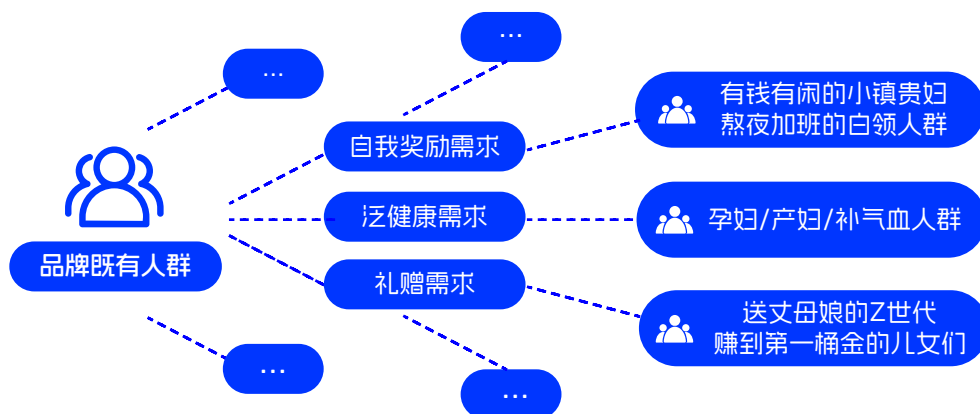 ...
...
有钱有闲的小镇贵妇
熬夜加班的白领人群
自我奖励需求
泛健康需求
孕妇/产妇/补气血人群
品牌既有人群
礼赠需求
送丈母娘的Z世代
赚到第一桶金的儿女们
...
...